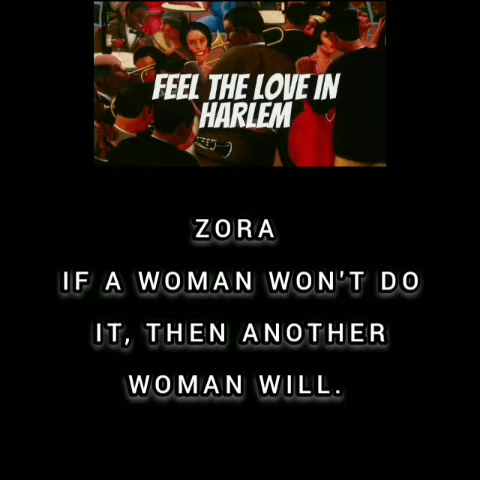 FEEL THE LOVE IN
HARLEM
ZORA
IF A WOMAN WON'T DO
IT, THEN ANOTHER
WOMAN WILL.